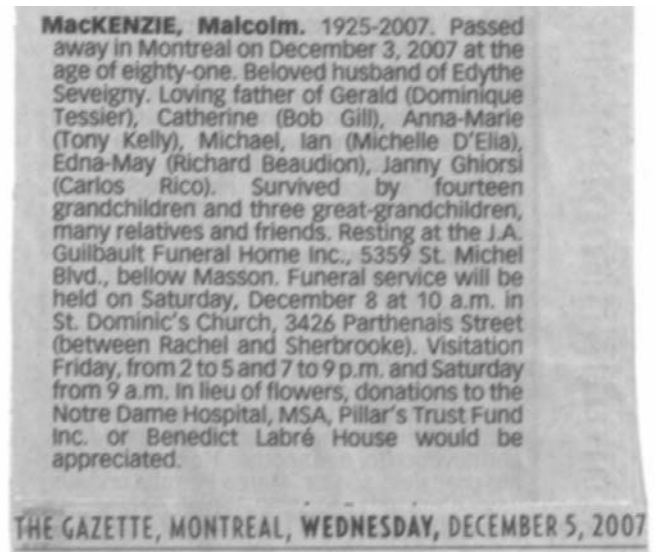 MacKENZIE, Malcolm. 1925-2007. Passed
away in Montreal on December 3, 2007 at the
age of eighty-one. Beloved husband of Edythe
Seveigny. Loving father of Gerald (Dominique
Tessier), Catherine (Bob Gill), Anna-Marie
(Tony Kelly), Michael, Ian (Michelle D'Elia),
Edna-May (Richard Beaudion), Janny Ghiorsi
(Carlos Rico). Survived by fourteen
grandchildren and three great-grandchildren,
many relatives and friends. Resting at the J.A.
Guilbault Funeral Home Inc., 5359 St. Michel
Blvd., bellow Masson. Funeral service will be
held on Saturday, December 8 at 10 a.m. in
St. Dominic's Church, 3426 Parthenais Street
(between Rachel and Sherbrooke). Visitation
Friday, from 2 to 5 and 7 to 9 p.m. and Saturday
from 9 a.m. In lieu of flowers, donations to the
Notre Dame Hospital, MSA, Pillar's Trust Fund
Inc. or Benedict Labré House would be
appreciated.
THE GAZETTE, MONTREAL, WEDNESDAY, DECEMBER 5, 2007